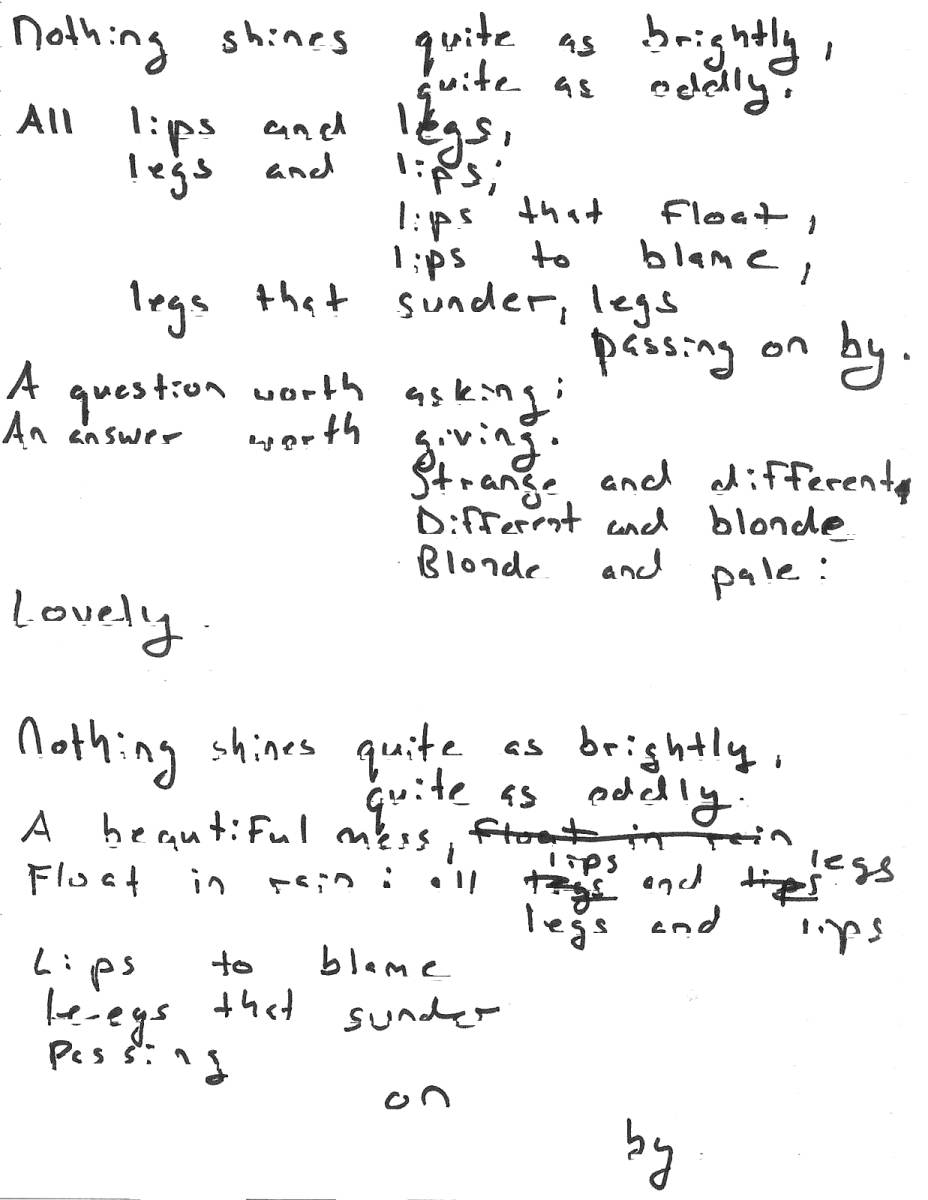 Nothing shines quite as brightly,
quite as oddly.
All lips and legs,
legs and lips;
lips that float,
lips to blame,
legs that sunder, legs
passing on by.
A question worth asking;
An answer worth giving.
Strange and different,
Different and blonde
Blonde and pale:
Lovely.
Nothing shines quite as brightly,
quite as oddly.
A beautiful mess, float in rain
lips legs
Float in rain: all legs and lips
legs and lips
Lips to blame
Le-egs that sunder
Passing
on
by.